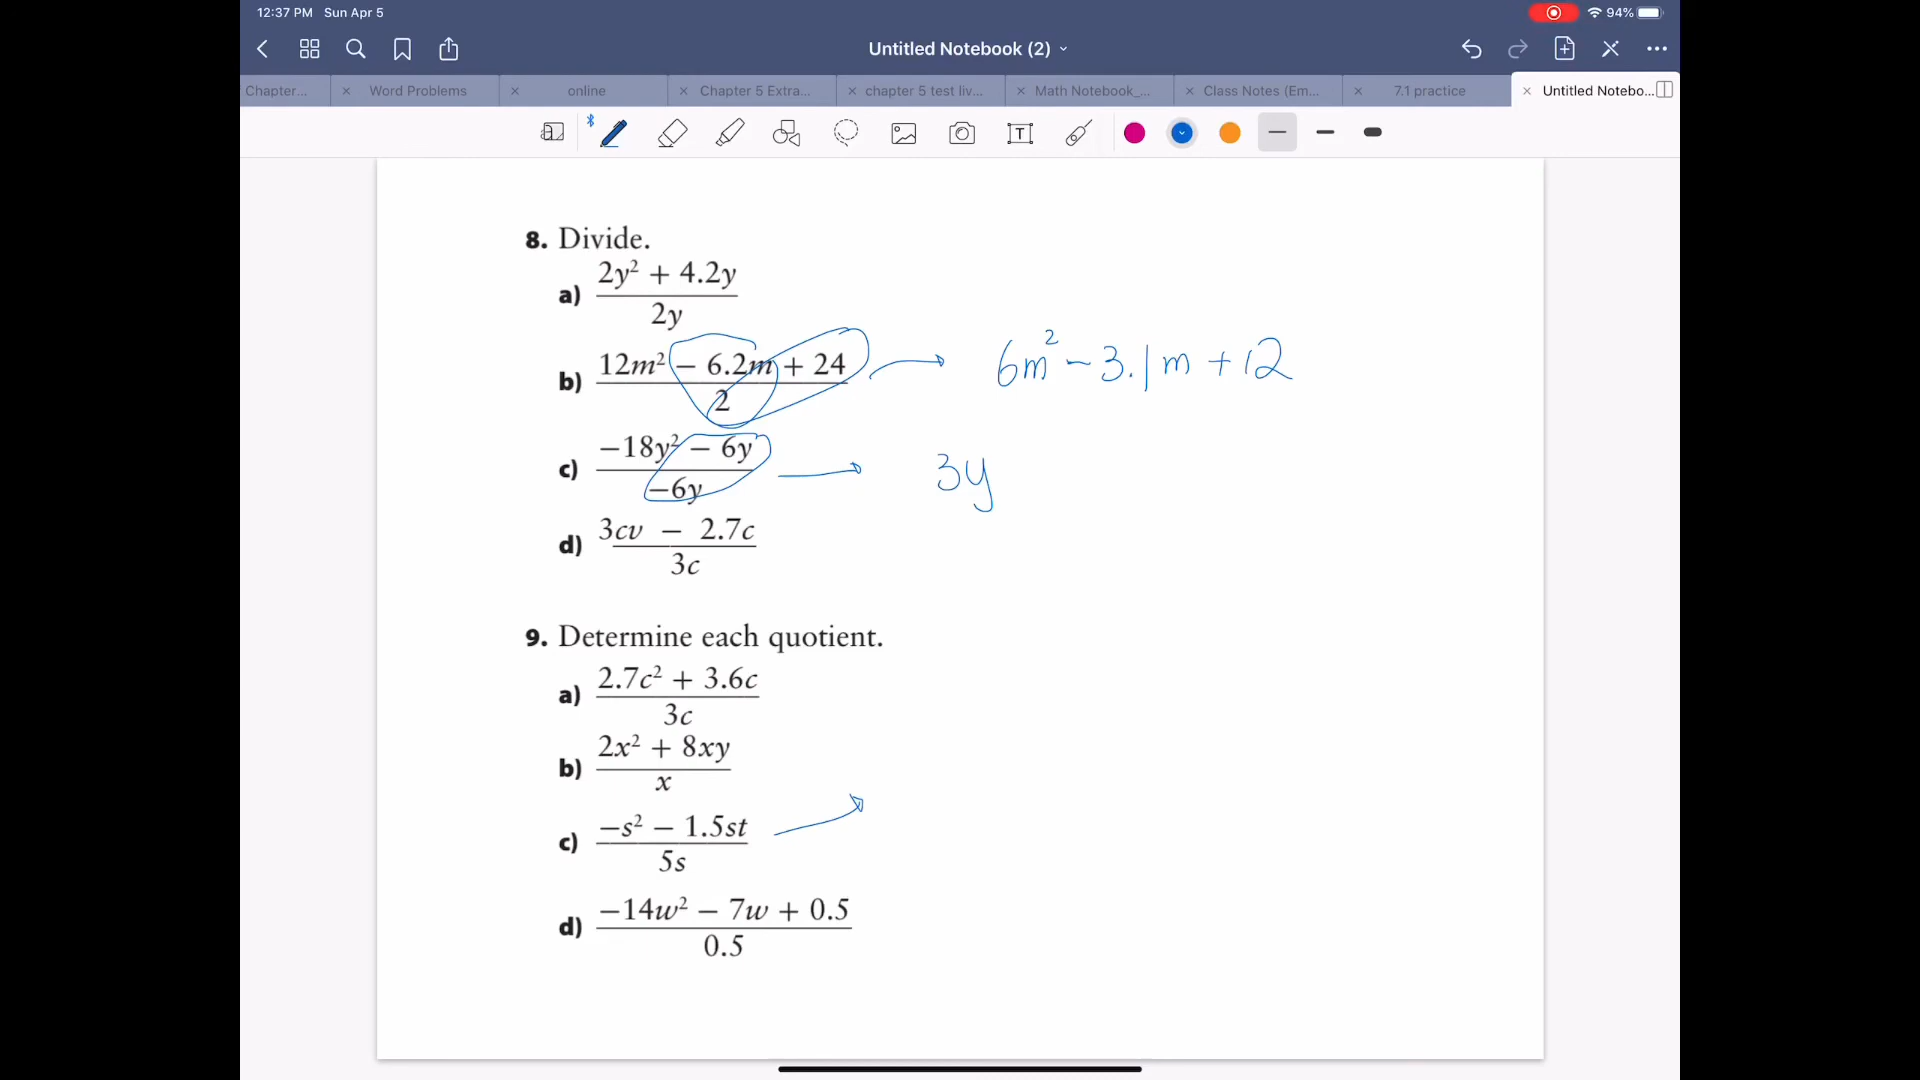 12:37 PM Sun Apr 5
94%
Untitled Notebook (2)
Chapter... × Word Problems × online × Chapter 5 Extra... × chapter 5 test liv... × Math Notebook_... × Class Notes (Em... × 7.1 practice × Untitled Notebo...
a T
8. Divide.
a) (2y² + 4.2y)/(2y)
b) (12m² − 6.2m + 24)/2 → 6m² − 3.1m + 12
c) (−18y² − 6y)/(−6y) → 3y
d) (3cv − 2.7c)/(3c)
9. Determine each quotient.
a) (2.7c² + 3.6c)/(3c)
b) (2x² + 8xy)/x
c) (−s² − 1.5st)/(5s) →
d) (−14w² − 7w + 0.5)/0.5